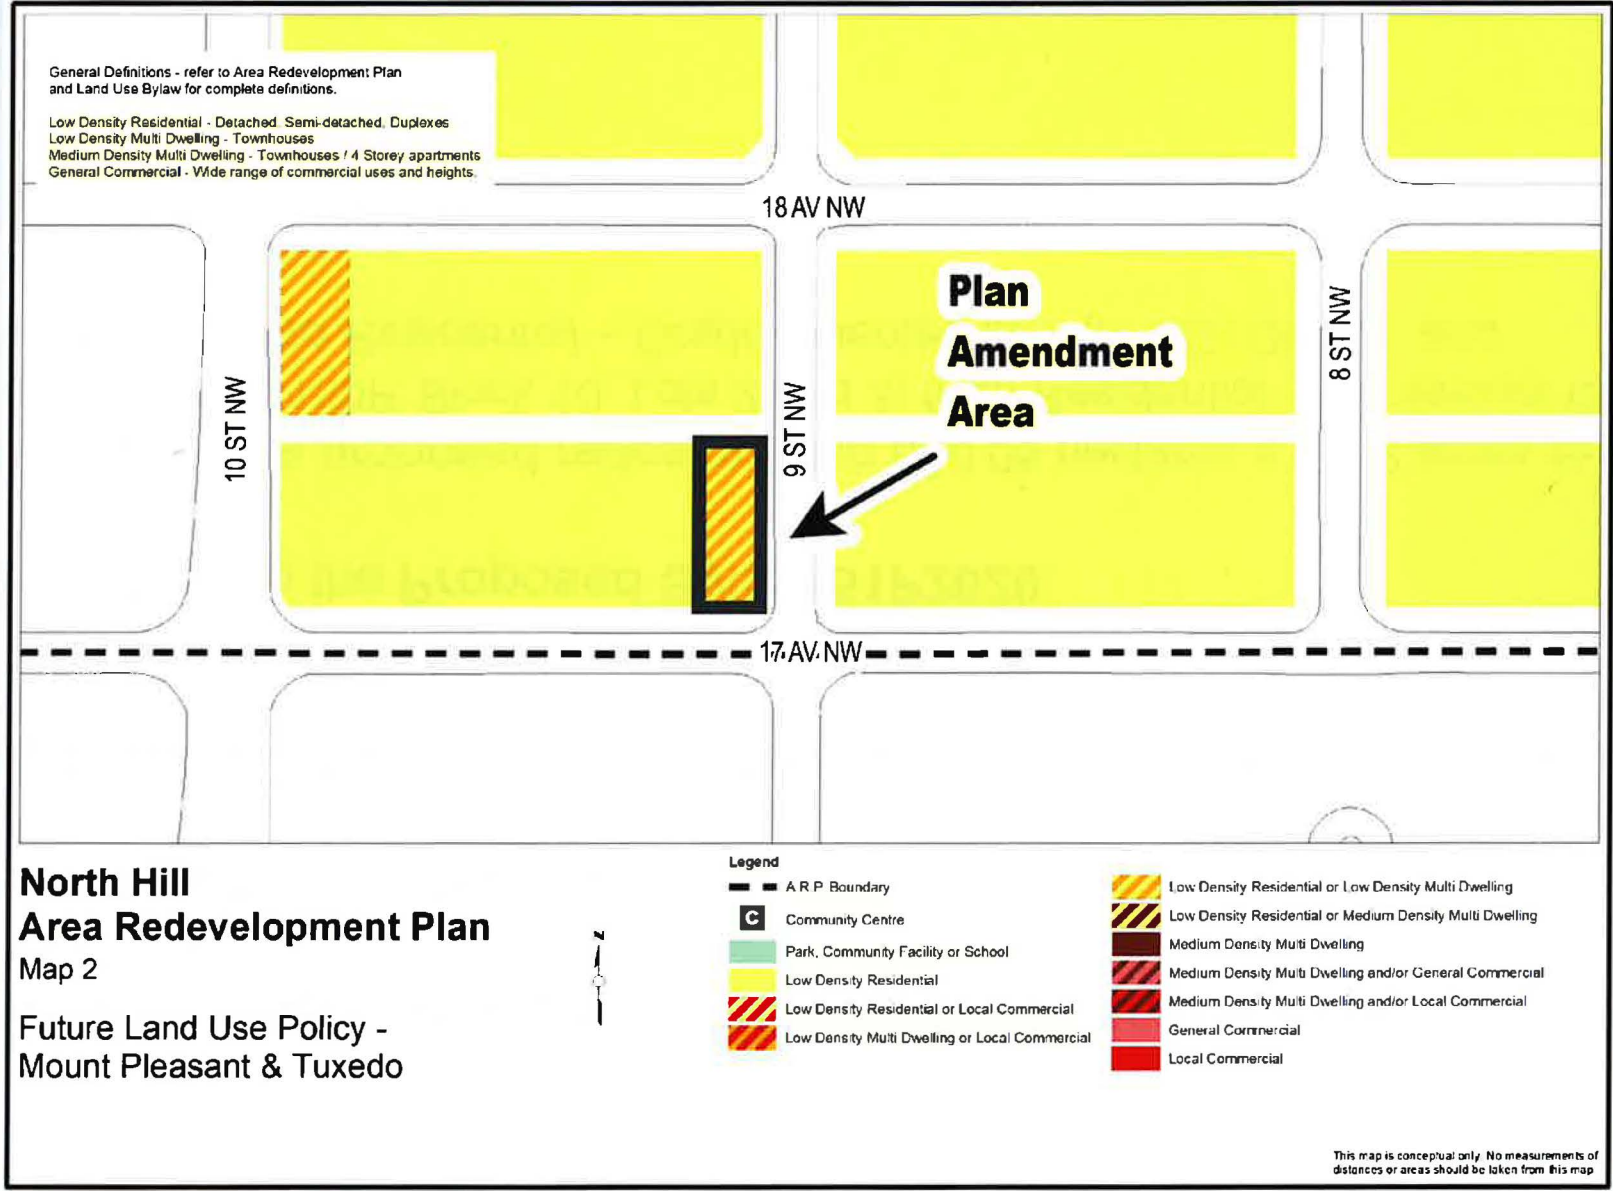 General Definitions - refer to Area Redevelopment Plan
and Land Use Bylaw for complete definitions.
Low Density Residential - Detached, Semi-detached, Duplexes
Low Density Multi Dwelling - Townhouses
Medium Density Multi Dwelling - Townhouses / 4 Storey apartments
General Commercial - Wide range of commercial uses and heights.
18 AV NW
Plan
Amendment
Area
10 ST NW
9 ST NW
8 ST NW
17 AV NW
North Hill
Area Redevelopment Plan
Map 2
Future Land Use Policy -
Mount Pleasant & Tuxedo
N
Legend
A R P Boundary
C Community Centre
Park, Community Facility or School
Low Density Residential
Low Density Residential or Local Commercial
Low Density Multi Dwelling or Local Commercial
Low Density Residential or Low Density Multi Dwelling
Low Density Residential or Medium Density Multi Dwelling
Medium Density Multi Dwelling
Medium Density Multi Dwelling and/or General Commercial
Medium Density Multi Dwelling and/or Local Commercial
General Commercial
Local Commercial
This map is conceptual only. No measurements of
distances or areas should be taken from this map